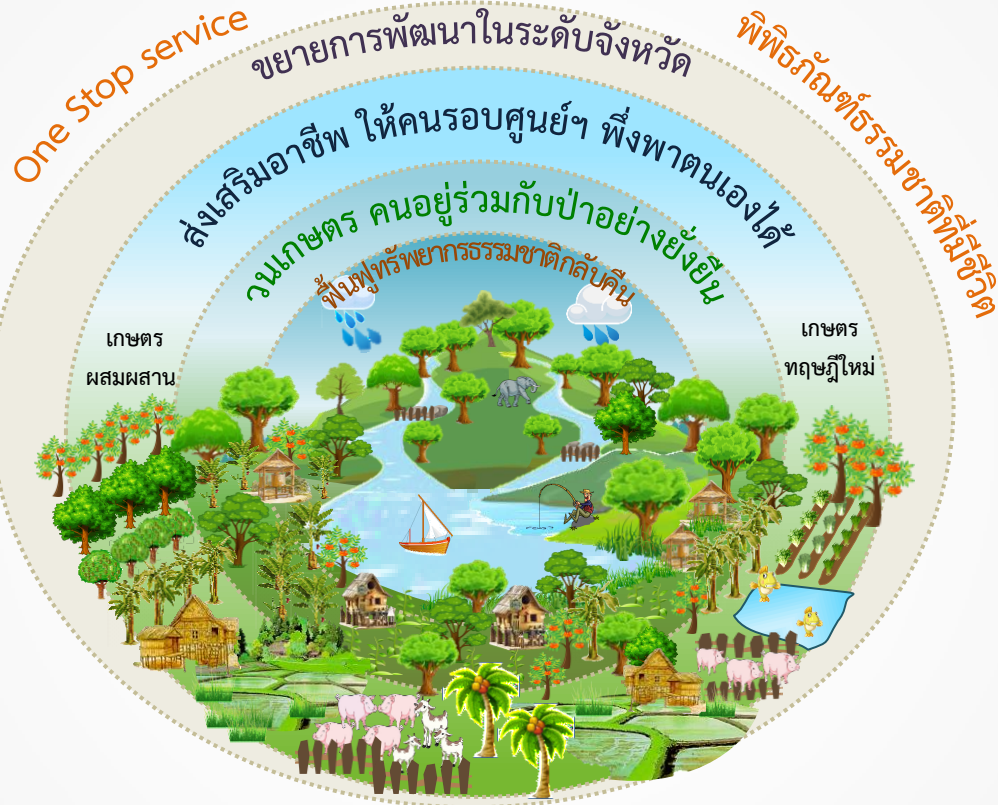 One Stop service
ขยายการพัฒนาในระดับจังหวัด
พิพิธภัณฑ์ธรรมชาติที่มีชีวิต
ส่งเสริมอาชีพ ให้คนรอบศูนย์ฯ พึ่งพาตนเองได้
วนเกษตร คนอยู่ร่วมกับป่าอย่างยั่งยืน
ฟื้นฟูทรัพยากรธรรมชาติกลับคืน
เกษตร
ผสมผสาน
เกษตร
ทฤษฎีใหม่